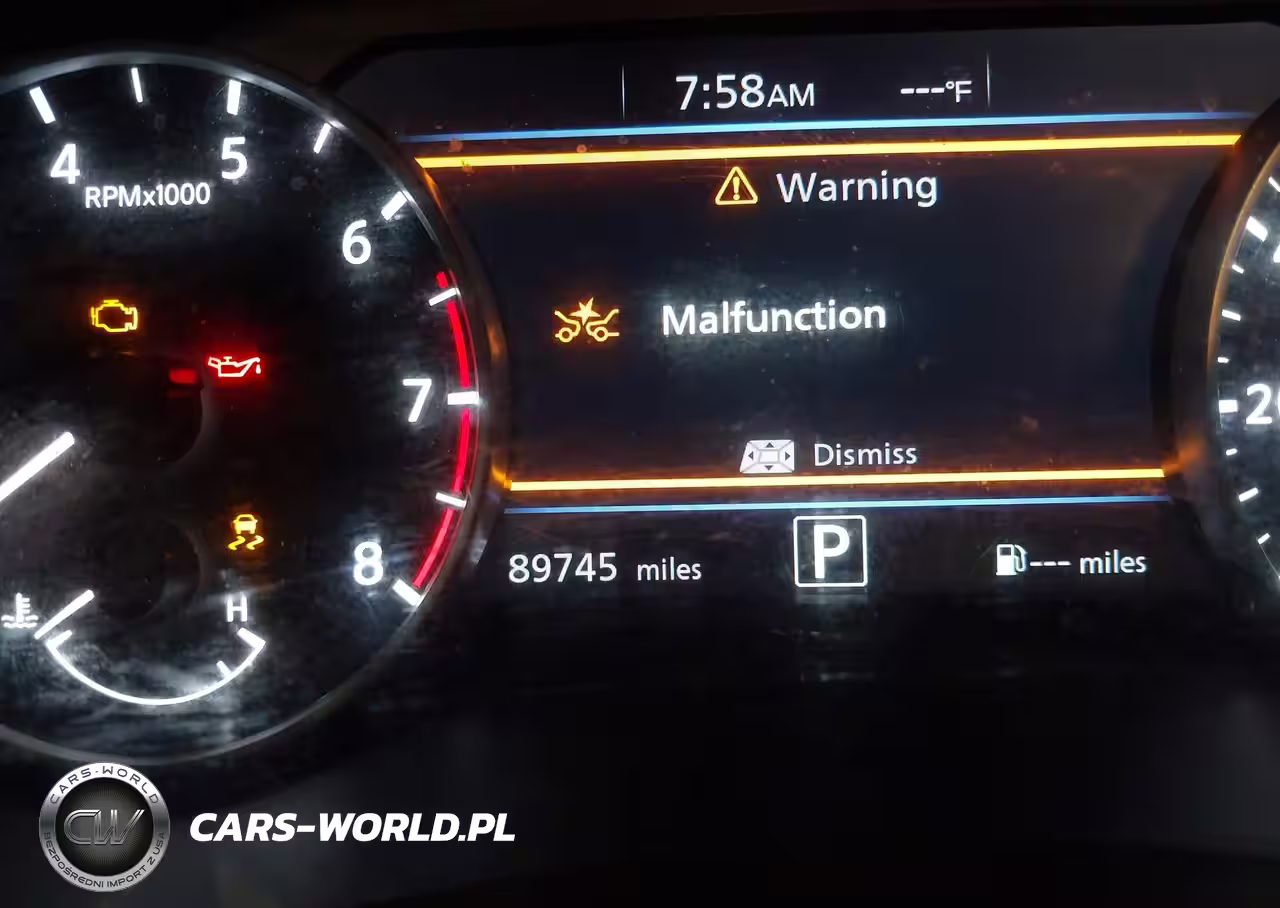 7:58AM
---°F
4
5
RPMx1000
Warning
6
Malfunction
7
20
Dismiss
8
P
89745 miles
--- miles
H
CARS-WORLD
CW
BEZPOŚREDNI IMPORT Z USA
CARS-WORLD.PL